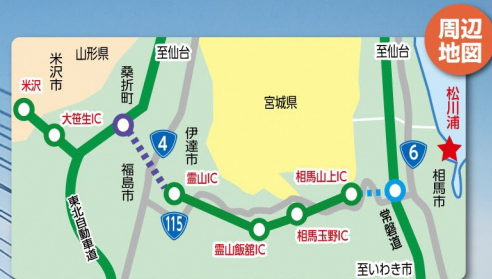 周辺
地図
山形県
米沢市
米沢
大笹生IC
桑折町
至仙台
4
伊達市
福島市
宮城県
至仙台
松川浦
6
相馬市
霊山IC
115
霊山飯舘IC
相馬玉野IC
相馬山上IC
常磐道
東北自動車道
至いわき市